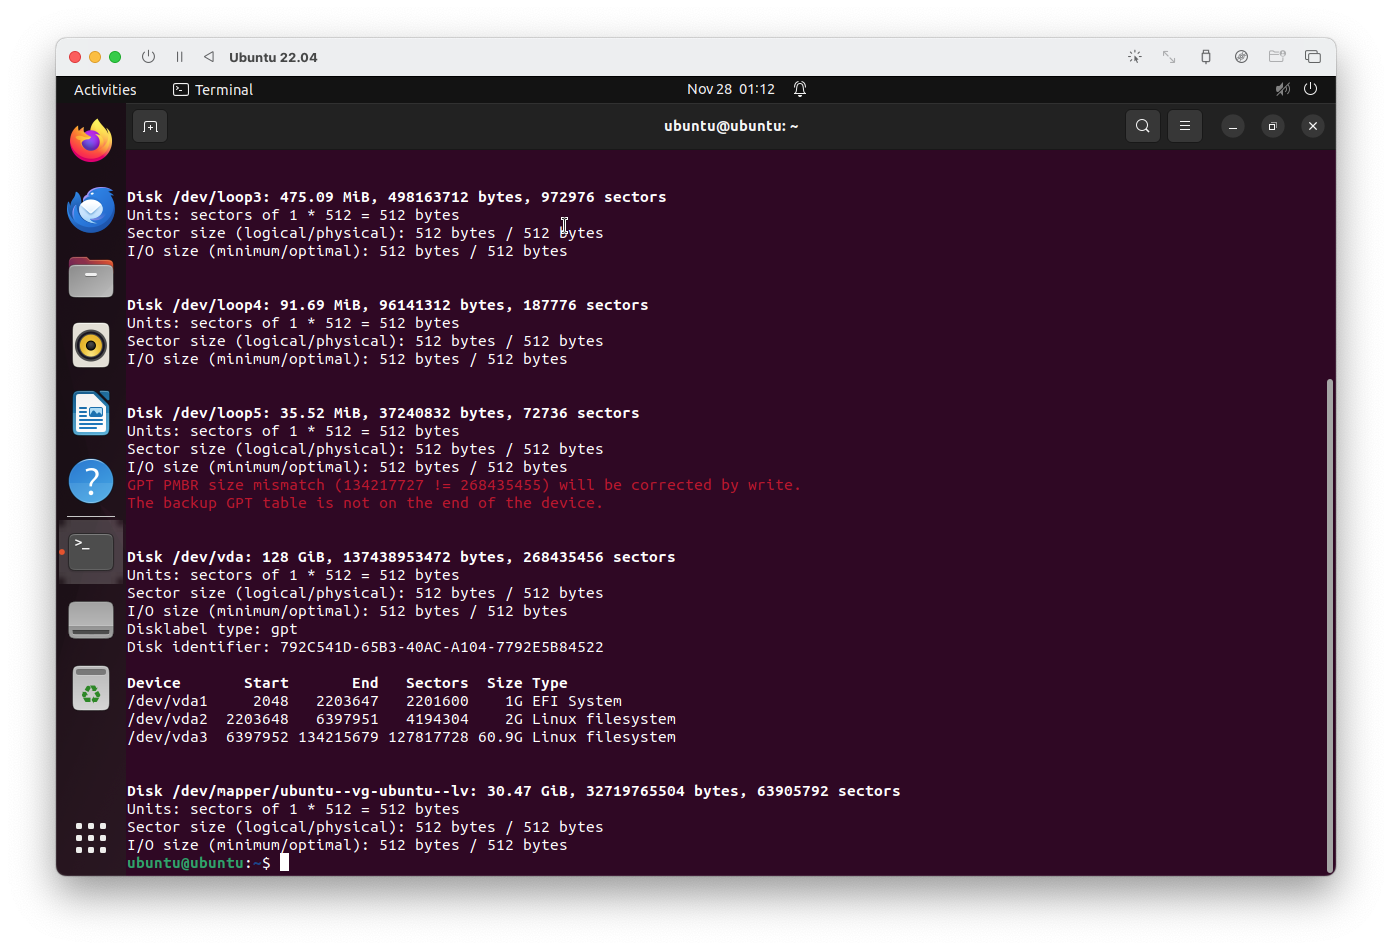 Ubuntu 22.04
Activities
Terminal
Nov 28 01:12
ubuntu@ubuntu: ~
Disk /dev/loop3: 475.09 MiB, 498163712 bytes, 972976 sectors
Units: sectors of 1 * 512 = 512 bytes
Sector size (logical/physical): 512 bytes / 512 bytes
I/O size (minimum/optimal): 512 bytes / 512 bytes
Disk /dev/loop4: 91.69 MiB, 96141312 bytes, 187776 sectors
Units: sectors of 1 * 512 = 512 bytes
Sector size (logical/physical): 512 bytes / 512 bytes
I/O size (minimum/optimal): 512 bytes / 512 bytes
Disk /dev/loop5: 35.52 MiB, 37240832 bytes, 72736 sectors
Units: sectors of 1 * 512 = 512 bytes
Sector size (logical/physical): 512 bytes / 512 bytes
I/O size (minimum/optimal): 512 bytes / 512 bytes
GPT PMBR size mismatch (134217727 != 268435455) will be corrected by write.
The backup GPT table is not on the end of the device.
Disk /dev/vda: 128 GiB, 137438953472 bytes, 268435456 sectors
Units: sectors of 1 * 512 = 512 bytes
Sector size (logical/physical): 512 bytes / 512 bytes
I/O size (minimum/optimal): 512 bytes / 512 bytes
Disklabel type: gpt
Disk identifier: 792C541D-65B3-40AC-A104-7792E5B84522
Device Start End Sectors Size Type
/dev/vda1 2048 2203647 2201600 1G EFI System
/dev/vda2 2203648 6397951 4194304 2G Linux filesystem
/dev/vda3 6397952 134215679 127817728 60.9G Linux filesystem
Disk /dev/mapper/ubuntu--vg-ubuntu--lv: 30.47 GiB, 32719765504 bytes, 63905792 sectors
Units: sectors of 1 * 512 = 512 bytes
Sector size (logical/physical): 512 bytes / 512 bytes
I/O size (minimum/optimal): 512 bytes / 512 bytes
ubuntu@ubuntu:~$